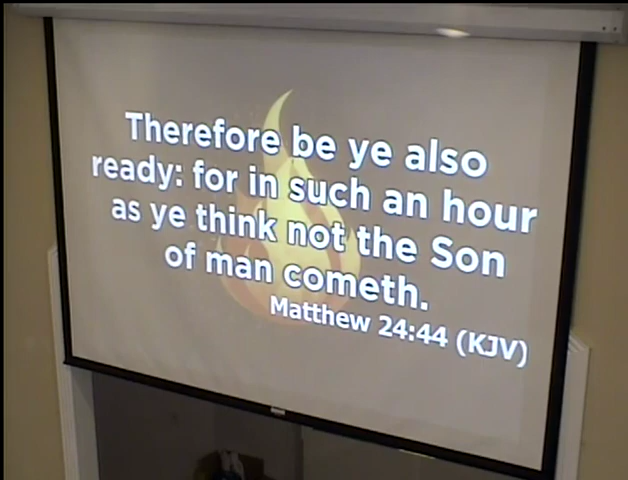 Therefore be ye also
ready: for in such an hour
as ye think not the Son
of man cometh.
Matthew 24:44 (KJV)